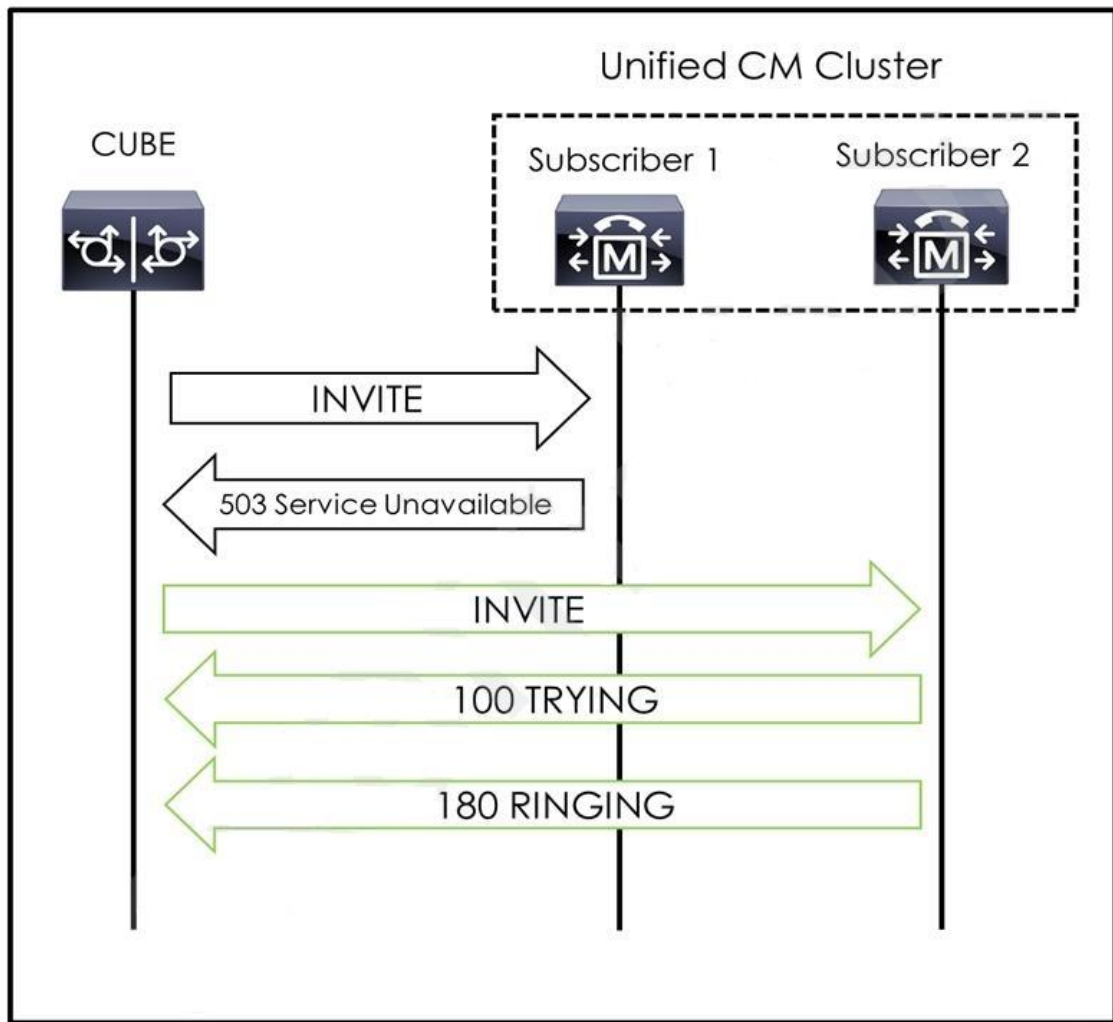 Unified CM Cluster
CUBE
Subscriber 1
Subscriber 2
M
M
INVITE
503 Service Unavailable
INVITE
100 TRYING
180 RINGING